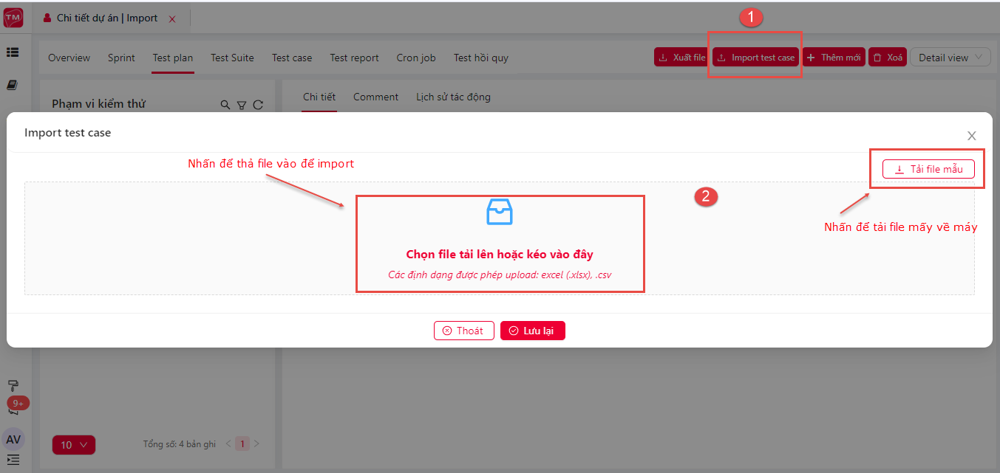 1
TM
Chi tiết dự án | Import
Overview Sprint Test plan Test Suite Test case Test report Cron job Test hồi quy Xuất file Import test case Thêm mới Xoá Detail view
Phạm vi kiểm thử Chi tiết Comment Lịch sử tác động
Import test case
Nhấn để thả file vào để import
Tải file mẫu
2
Nhấn để tải file mấy về máy
Chọn file tải lên hoặc kéo vào đây
Các định dạng được phép upload: excel (.xlsx), .csv
Thoát Lưu lại
9+
AV
10 Tổng số: 4 bản ghi 1